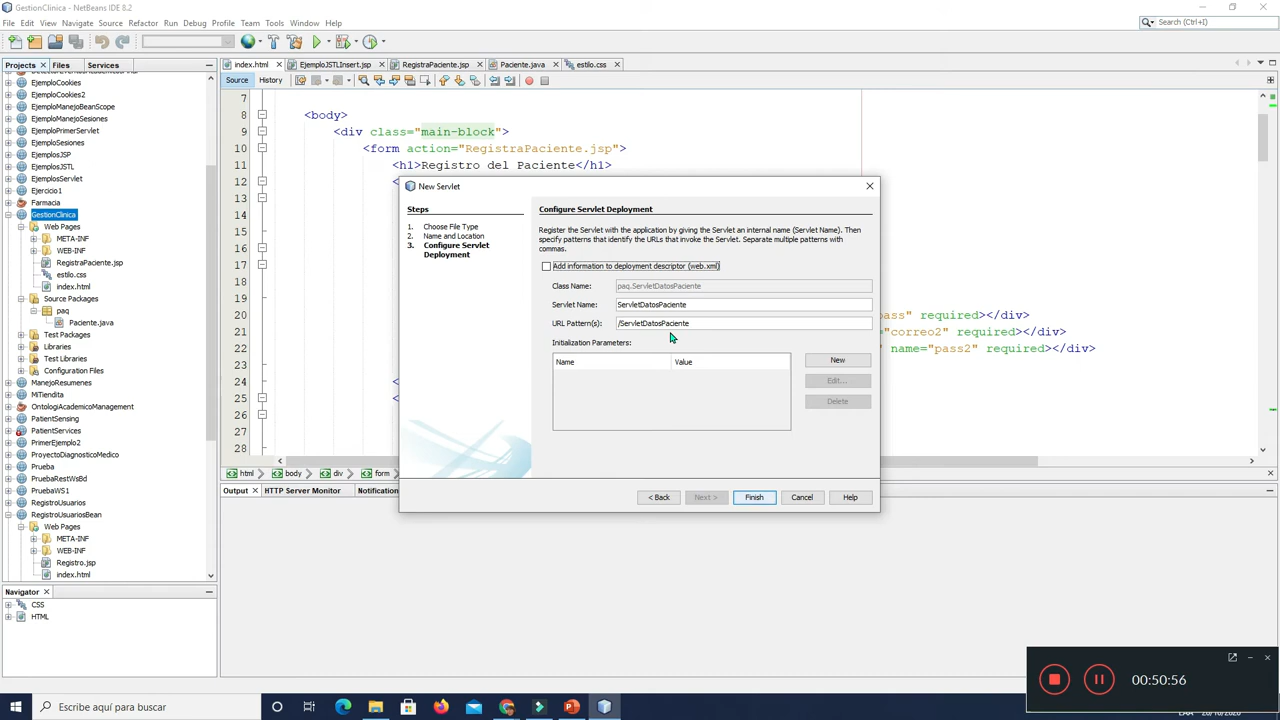 GestionClinica - NetBeans IDE 8.2
File Edit View Navigate Source Refactor Run Debug Profile Team Tools Window Help
Search (Ctrl+I)
Projects Files Services
index.html EjemploJSTLInsert.jsp RegistraPaciente.jsp Paciente.java estilo.css
Source History
EjemploCookies
EjemploCookies2
EjemploManejoBeanScope
EjemploManejoSesiones
EjemploPrimerServlet
EjemploSesiones
EjemplosJSP
EjemplosJSTL
EjemplosServlet
Ejercicio1
Farmacia
GestionClinica
Web Pages
META-INF
WEB-INF
RegistraPaciente.jsp
estilo.css
index.html
Source Packages
paq
Paciente.java
Test Packages
Libraries
Test Libraries
Configuration Files
ManejoResumenes
MiTiendita
OntologiAcademicoManagement
PatientSensing
PatientServices
PrimerEjemplo2
ProyectoDiagnosticoMedico
Prueba
PruebaRestWsBd
PruebaWS1
RegistroUsuarios
RegistroUsuariosBean
Web Pages
META-INF
WEB-INF
Registro.jsp
index.html
Navigator
CSS
HTML
7
8 <body>
9 <div class="main-block">
10 <form action="RegistraPaciente.jsp">
11 <h1>Registro del Paciente</h1>
12 <
13
14
15
16
17
18
19
20 pass" required></div>
21 "correo2" required></div>
22 " name="pass2" required></div>
23
24 <
25 <
26
27
28
html body div form
Output HTTP Server Monitor Notification
New Servlet
Steps
1. Choose File Type
2. Name and Location
3. Configure Servlet Deployment
Configure Servlet Deployment
Register the Servlet with the application by giving the Servlet an internal name (Servlet Name). Then
specify patterns that identify the URLs that invoke the Servlet. Separate multiple patterns with
commas.
Add information to deployment descriptor (web.xml)
Class Name: paq.ServletDatosPaciente
Servlet Name: ServletDatosPaciente
URL Pattern(s): /ServletDatosPaciente
Initialization Parameters:
Name Value
New
Edit...
Delete
< Back Next > Finish Cancel Help
00:50:56
Escribe aquí para buscar